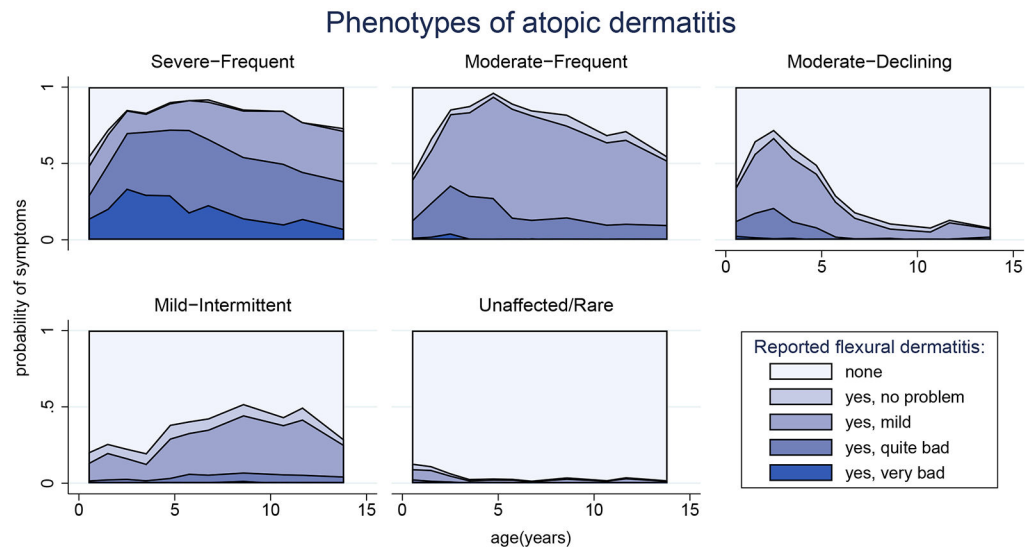 Phenotypes of atopic dermatitis
Severe−Frequent
Moderate−Frequent
Moderate−Declining
1
.5
0
0 5 10 15
probability of symptoms
Mild−Intermittent
Unaffected/Rare
1
.5
0
0 5 10 15
0 5 10 15
age(years)
Reported flexural dermatitis:
none
yes, no problem
yes, mild
yes, quite bad
yes, very bad